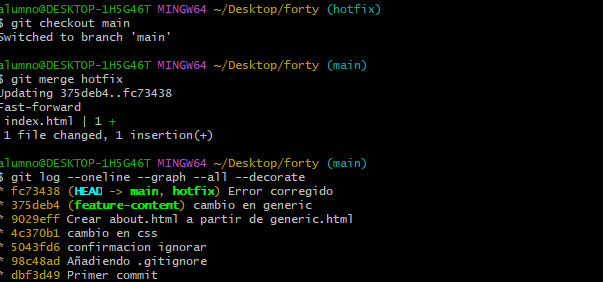 alumno@DESKTOP-1H5G46T MINGW64 ~/Desktop/forty (hotfix)
$ git checkout main
Switched to branch 'main'
alumno@DESKTOP-1H5G46T MINGW64 ~/Desktop/forty (main)
$ git merge hotfix
Updating 375deb4..fc73438
Fast-forward
index.html | 1 +
1 file changed, 1 insertion(+)
alumno@DESKTOP-1H5G46T MINGW64 ~/Desktop/forty (main)
$ git log --oneline --graph --all --decorate
* fc73438 (HEAD -> main, hotfix) Error corregido
* 375deb4 (feature-content) cambio en generic
* 9029eff Crear about.html a partir de generic.html
* 4c370b1 cambio en css
* 5043fd6 confirmacion ignorar
* 98c48ad Añadiendo .gitignore
* dbf3d49 Primer commit